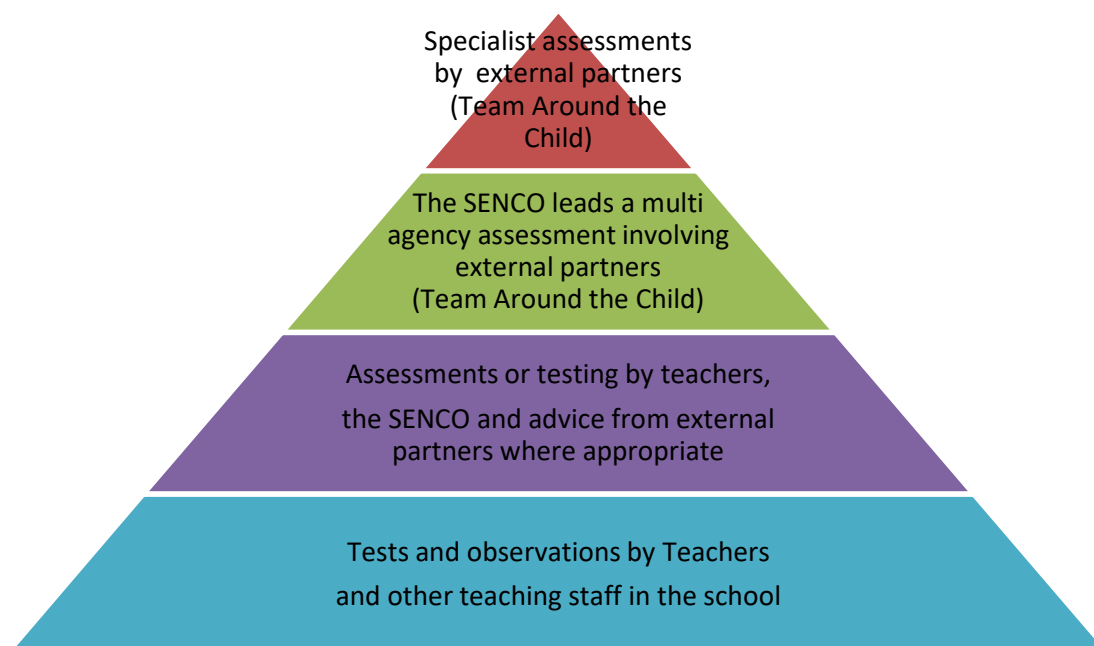 Specialist assessments
by  external partners
(Team Around the
Child)
The SENCO leads a multi
agency assessment involving
external partners
(Team Around the Child)
Assessments or testing by teachers,
the SENCO and advice from external
partners where appropriate
Tests and observations by Teachers
and other teaching staff in the school